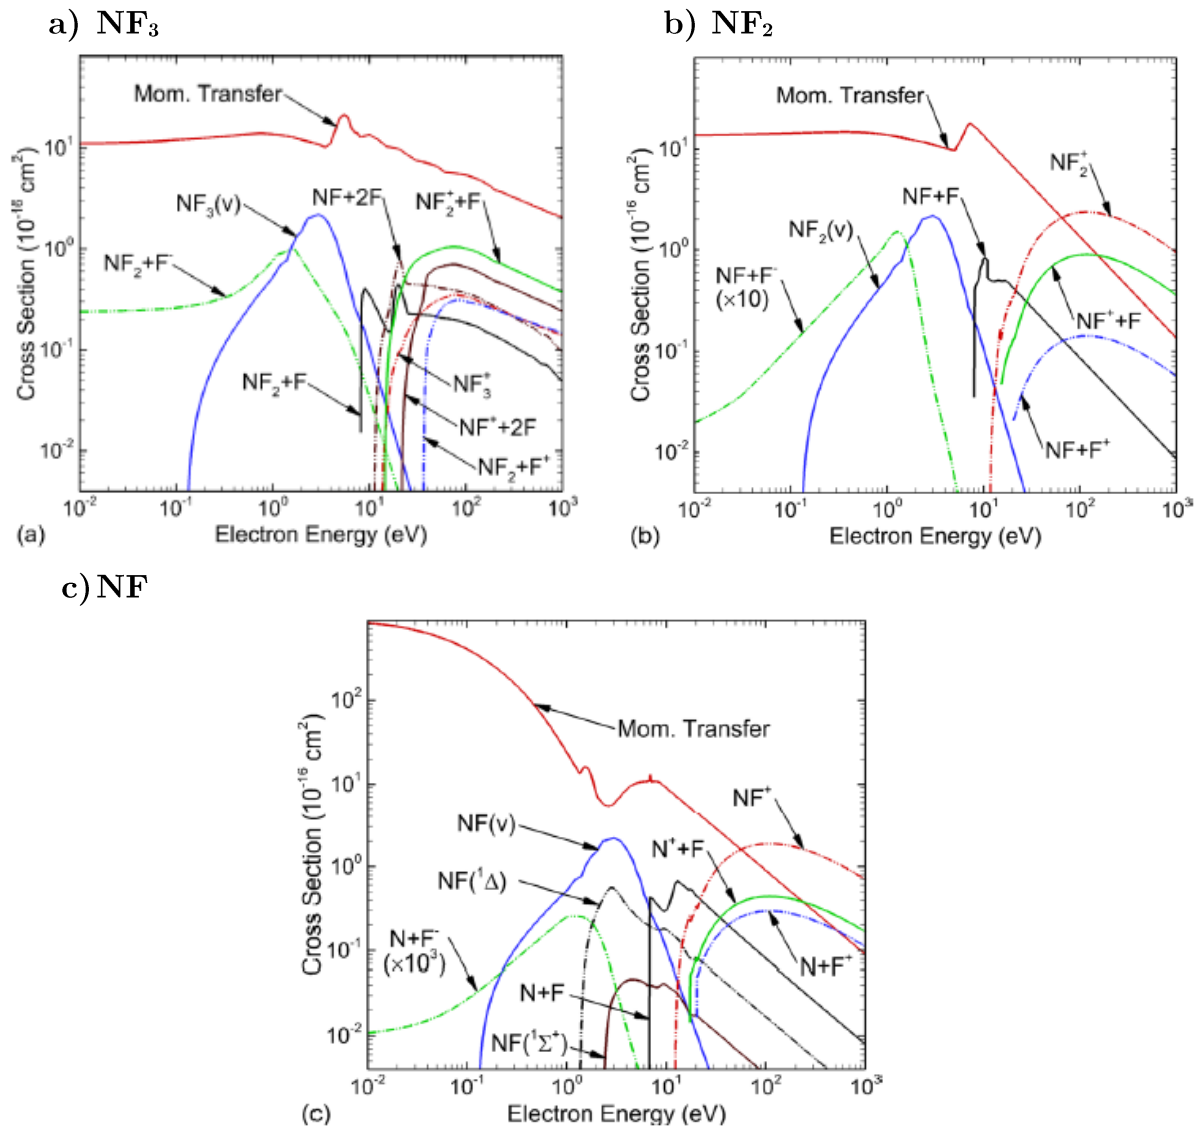 a) NF₃
Cross Section (10⁻¹⁶ cm²)
10¹
10⁰
10⁻¹
10⁻²
Mom. Transfer
NF₃(v)
NF+2F
NF₂⁺+F
NF₂+F⁻
NF₂+F
NF₃⁺
NF⁺+2F
NF₂+F⁺
10⁻² 10⁻¹ 10⁰ 10¹ 10² 10³
(a) Electron Energy (eV)
b) NF₂
Cross Section (10⁻¹⁶ cm²)
10¹
10⁰
10⁻¹
10⁻²
Mom. Transfer
NF₂⁺
NF+F
NF₂(v)
NF+F⁻
(×10)
NF⁺+F
NF+F⁺
10⁻² 10⁻¹ 10⁰ 10¹ 10² 10³
(b) Electron Energy (eV)
c) NF
Cross Section (10⁻¹⁶ cm²)
10²
10¹
10⁰
10⁻¹
10⁻²
Mom. Transfer
NF⁺
NF(v)
N⁺+F
NF(¹Δ)
N+F⁻
(×10³)
N+F⁺
N+F
NF(¹Σ⁺)
10⁻² 10⁻¹ 10⁰ 10¹ 10² 10³
(c) Electron Energy (eV)